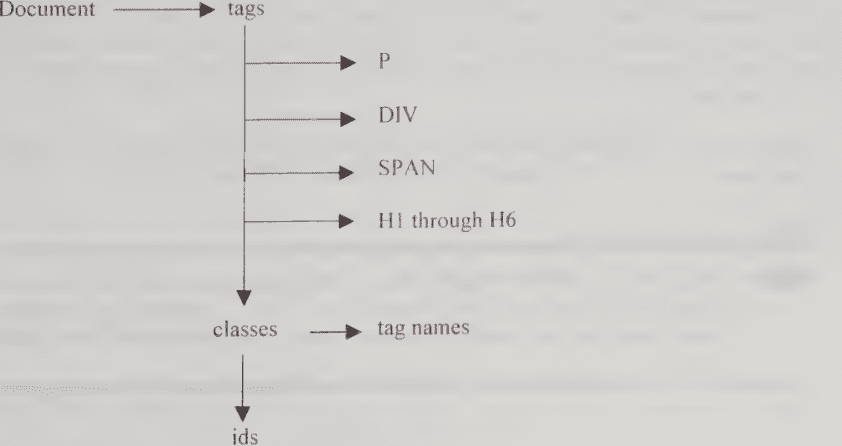 Document tags
P
DIV
SPAN
H1 through H6
classes tag names
ids